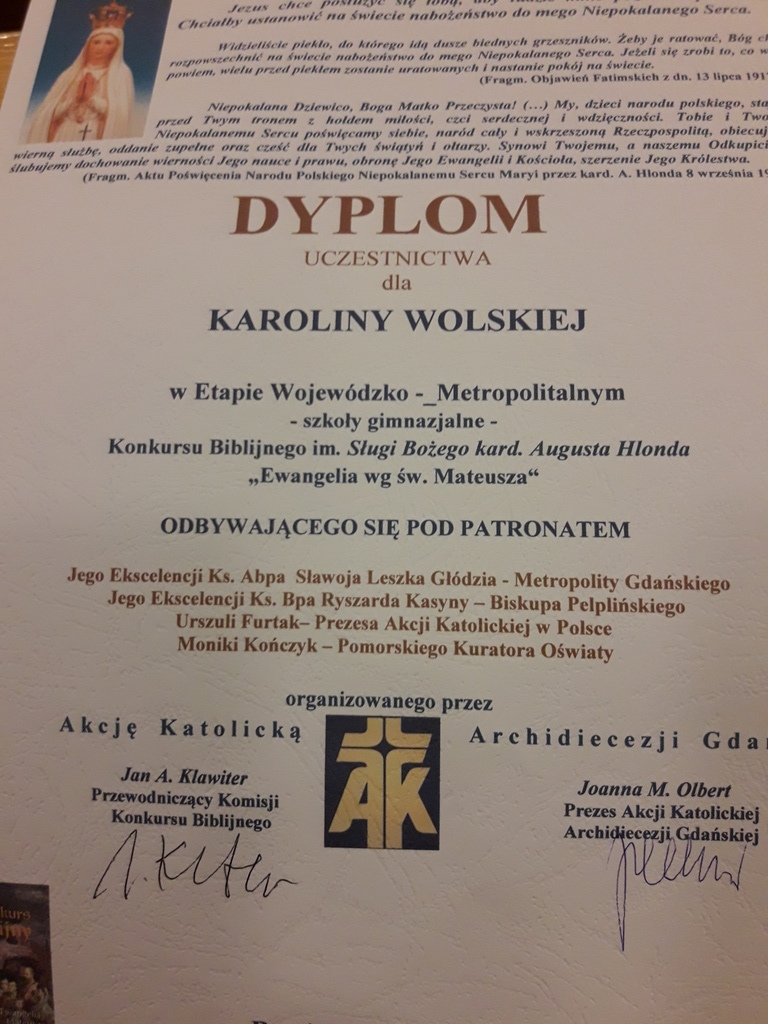 Jezus chce posłużyć się tobą, aby
Chciałby ustanowić na świecie nabożeństwo do mego Niepokalanego Serca.
Widzieliście piekło, do którego idą dusze biednych grzeszników. Żeby je ratować, Bóg
rozpowszechnić na świecie nabożeństwo do mego Niepokalanego Serca. Jeżeli się zrobi to, co
powiem, wielu przed piekłem zostanie uratowanych i nastanie pokój na świecie.
(Fragm. Objawień Fatimskich z dn. 13 lipca 191
Niepokalana Dziewico, Boga Matko Przeczysta! (...) My, dzieci narodu polskiego,
przed Twym tronem z hołdem miłości, czci serdecznej i wdzięczności. Tobie i
Niepokalanemu Sercu poświęcamy siebie, naród cały i wskrzeszoną Rzeczpospolitą,
wierną służbę, oddanie zupełne oraz cześć dla Twych świątyń i ołtarzy. Synowi Twojemu, a naszemu
ślubujemy dochowanie wierności Jego nauce i prawu, obronę Jego Ewangelii i Kościoła, szerzenie Jego Królestwa.
(Fragm. Aktu Poświęcenia Narodu Polskiego Niepokalanemu Sercu Maryi przez kard. A. Hlonda 8 września
DYPLOM
UCZESTNICTWA
dla
KAROLINY WOLSKIEJ
w Etapie Wojewódzko -_Metropolitalnym
- szkoły gimnazjalne -
Konkursu Biblijnego im. Sługi Bożego kard. Augusta Hlonda
„Ewangelia wg św. Mateusza“
ODBYWAJĄCEGO SIĘ POD PATRONATEM
Jego Ekscelencji Ks. Abpa Sławoja Leszka Głódzia - Metropolity Gdańskiego
Jego Ekscelencji Ks. Bpa Ryszarda Kasyny – Biskupa Pelplińskiego
Urszuli Furtak– Prezesa Akcji Katolickiej w Polsce
Moniki Kończyk – Pomorskiego Kuratora Oświaty
organizowanego przez
Akcję Katolicką
AK
Archidiecezji Gda
Jan A. Klawiter
Przewodniczący Komisji
Konkursu Biblijnego
Joanna M. Olbert
Prezes Akcji Katolickiej
Archidiecezji Gdańskiej